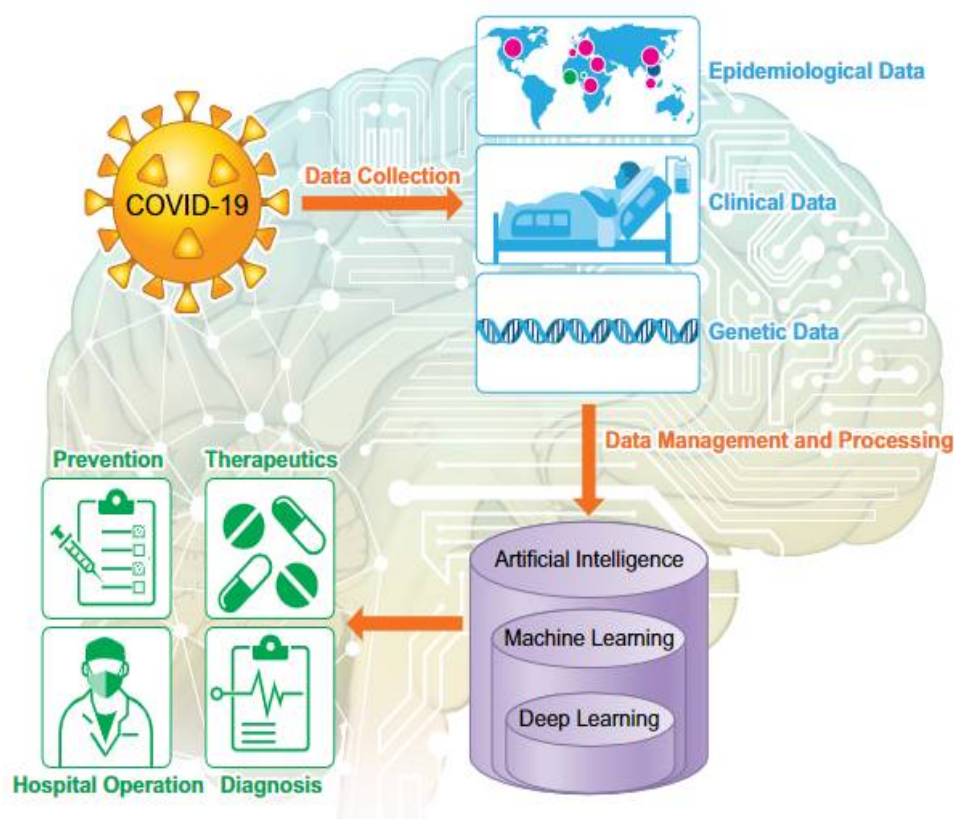 Epidemiological Data
Data Collection
COVID-19
Clinical Data
Genetic Data
Data Management and Processing
Prevention
Therapeutics
Artificial Intelligence
Machine Learning
Deep Learning
Hospital Operation
Diagnosis